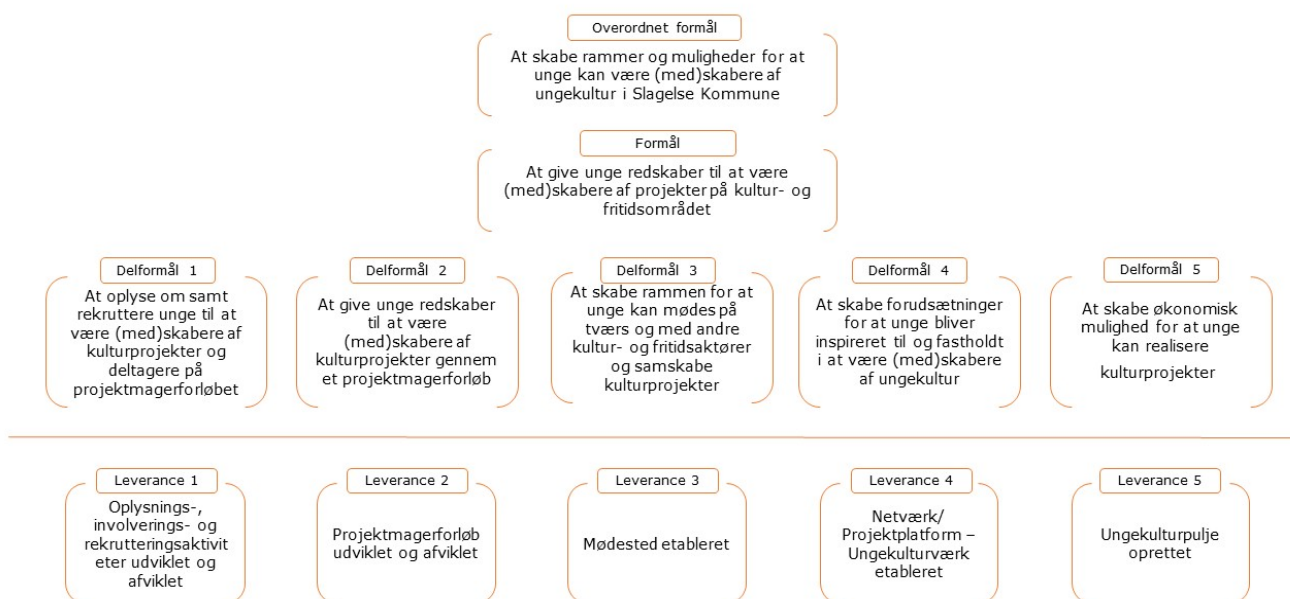 Overordnet formål
At skabe rammer og muligheder for at
unge kan være (med)skabere af
ungekultur i Slagelse Kommune
Formål
At give unge redskaber til at være
(med)skabere af projekter på kultur- og
fritidsområdet
Delformål 1
At oplyse om samt
rekruttere unge til at
være (med)skabere af
kulturprojekter og
deltagere på
projektmagerforløbet
Delformål 2
At give unge redskaber
til at være
(med)skabere af
kulturprojekter gennem
et projektmagerforløb
Delformål 3
At skabe rammen for at
unge kan mødes på
tværs og med andre
kultur- og fritidsaktører
og samskabe
kulturprojekter
Delformål 4
At skabe forudsætninger
for at unge bliver
inspireret til og fastholdt
i at være (med)skabere
af ungekultur
Delformål 5
At skabe økonomisk
mulighed for at unge
kan realisere
kulturprojekter
Leverance 1
Oplysnings-,
involverings- og
rekrutteringsaktivit
eter udviklet og
afviklet
Leverance 2
Projektmagerforløb
udviklet og afviklet
Leverance 3
Mødested etableret
Leverance 4
Netværk/
Projektplatform –
Ungekulturværk
etableret
Leverance 5
Ungekulturpulje
oprettet